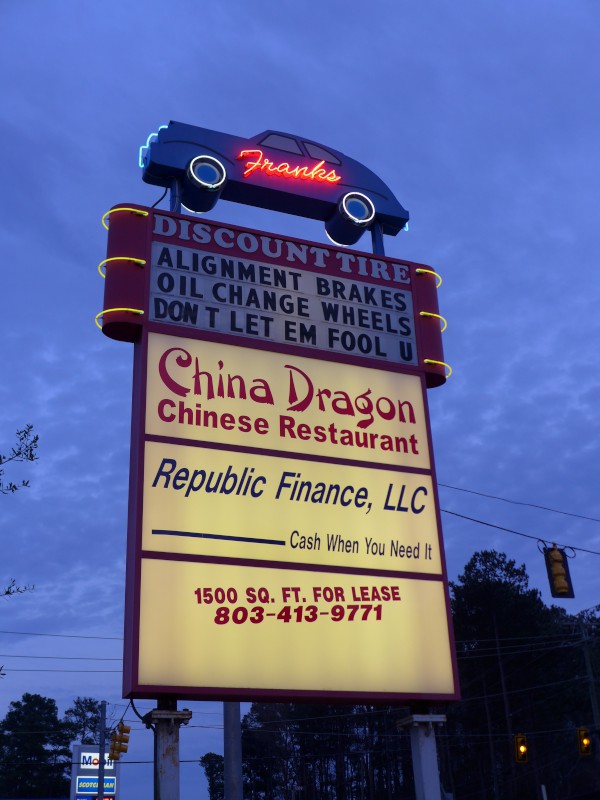 Franks
DISCOUNT TIRE
ALIGNMENT BRAKES
OIL CHANGE WHEELS
DON T LET EM FOOL U
China Dragon
Chinese Restaurant
Republic Finance, LLC
Cash When You Need It
1500 SQ. FT. FOR LEASE
803-413-9771
Mobil
SCOTCHMAN